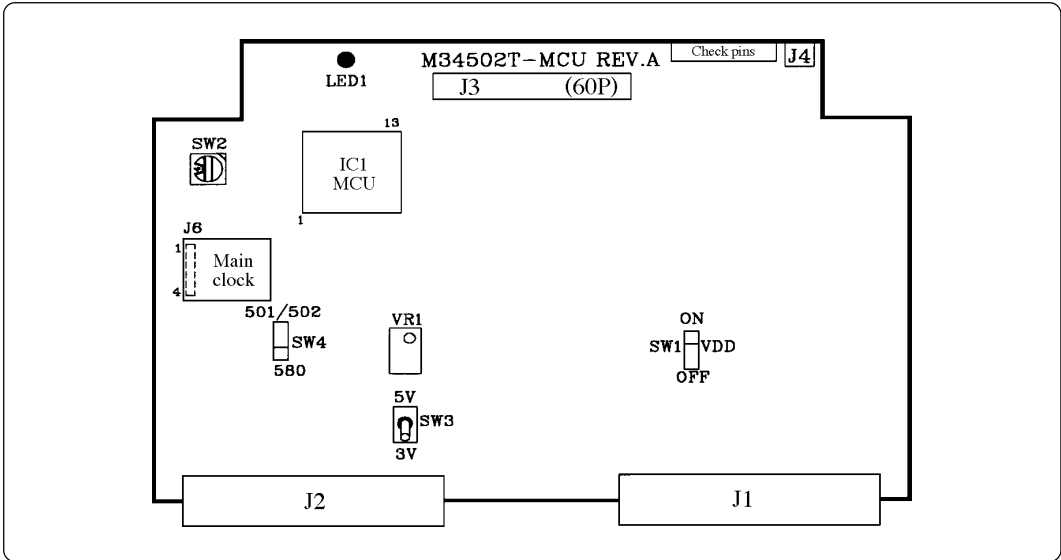 M34502T-MCU REV.A
Check pins
J4
LED1
J3 (60P)
SW2
13
IC1
MCU
1
J6
1
Main
clock
4
501/502
SW4
580
VR1
ON
SW1 VDD
OFF
5V
SW3
3V
J2
J1